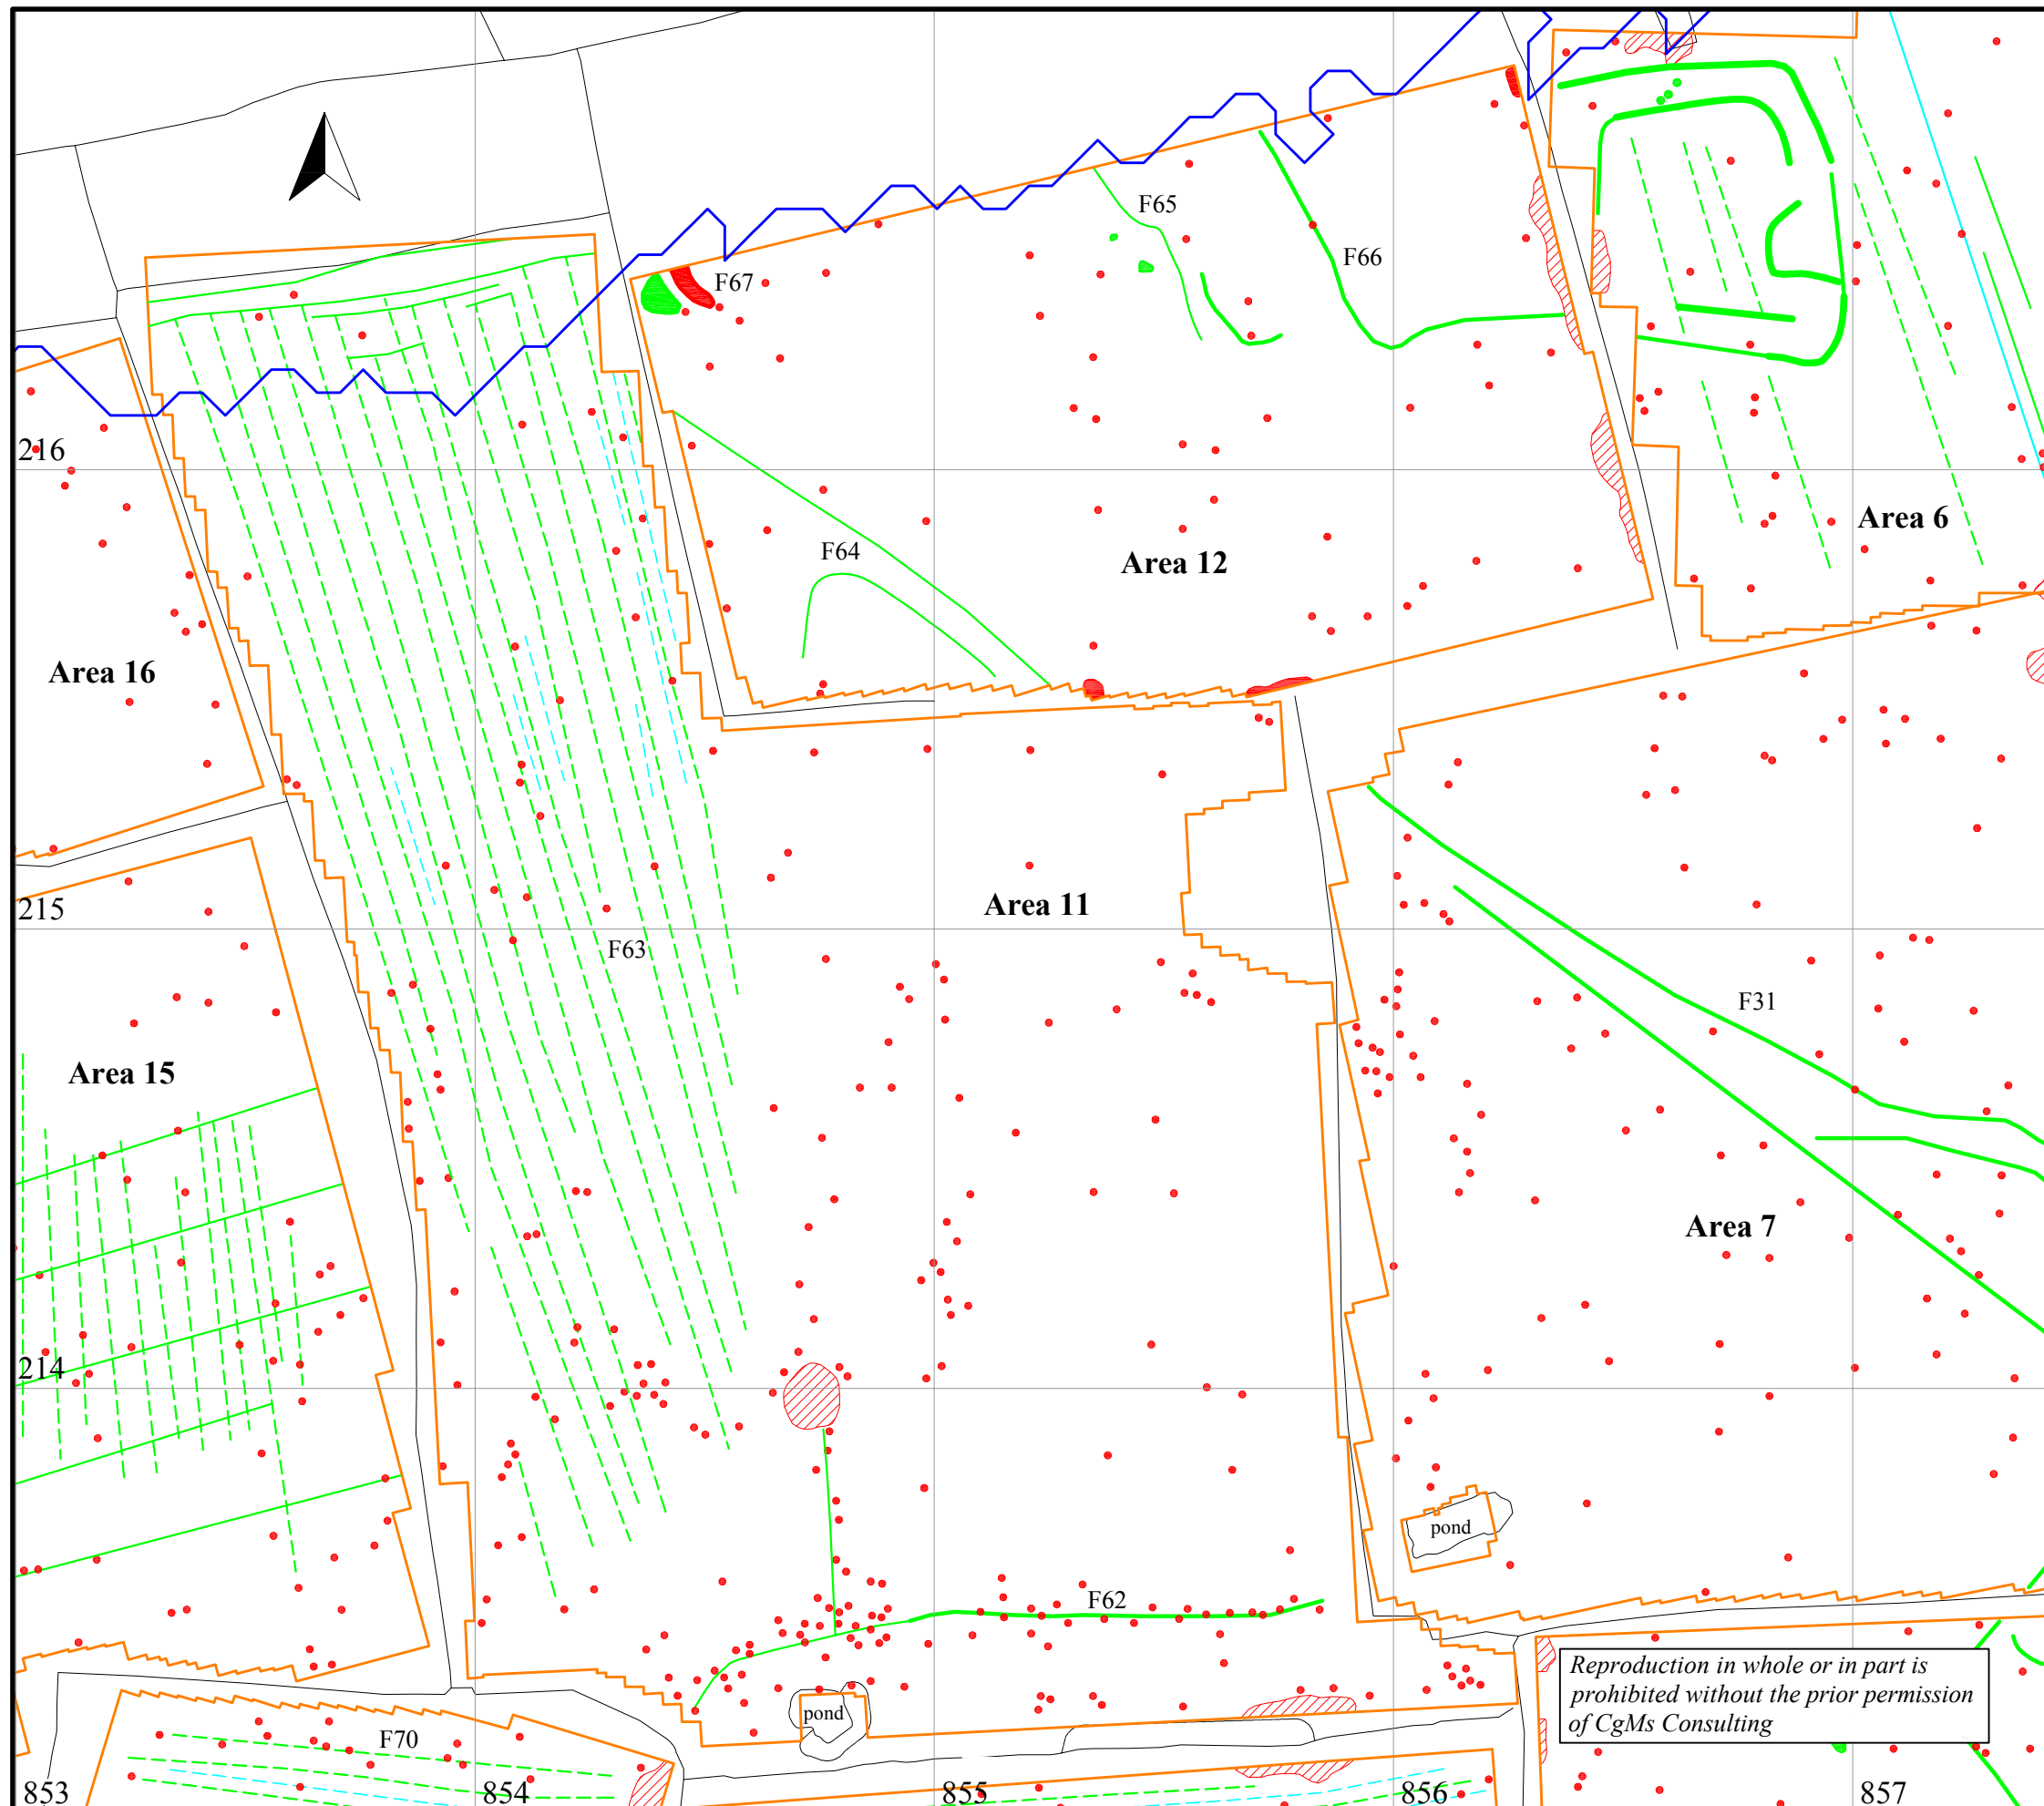 F65
F66
F67
216
Area 6
F64
Area 12
Area 16
215
Area 11
F63
F31
Area 15
Area 7
214
pond
F62
Reproduction in whole or in part is
prohibited without the prior permission
of CgMs Consulting
pond
F70
853
854
855
856
857